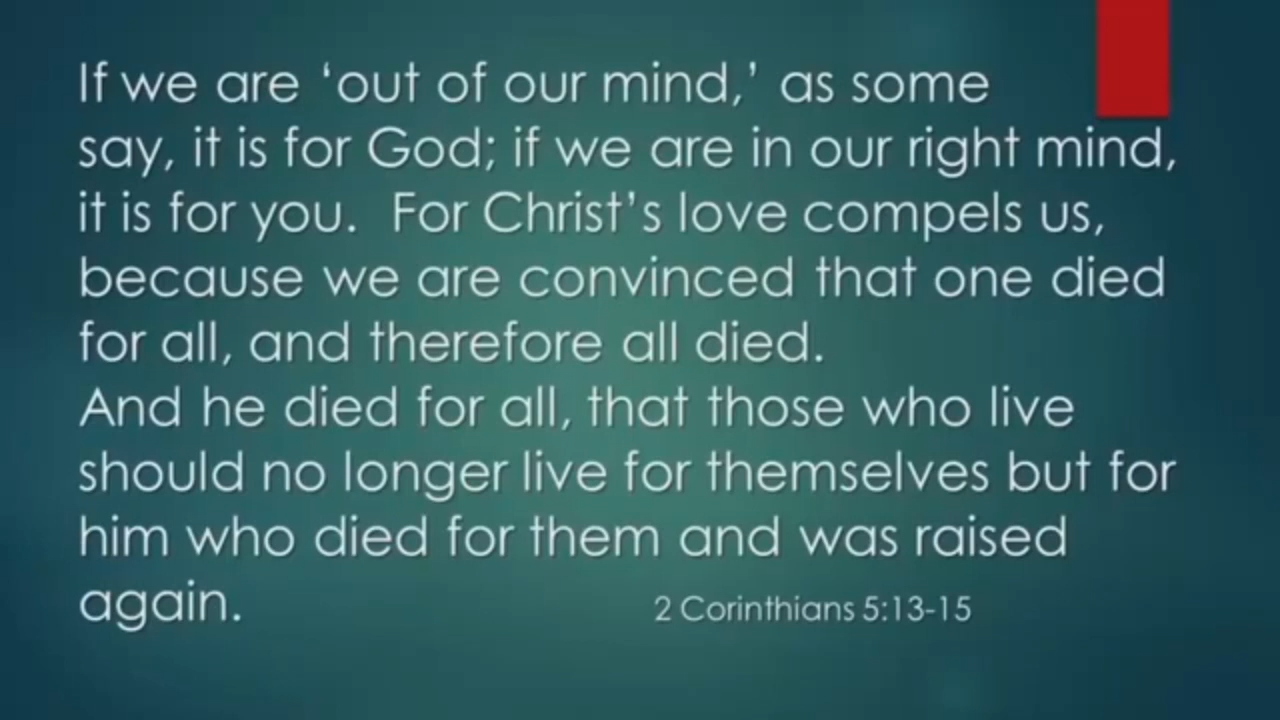 If we are ‘out of our mind,’ as some
say, it is for God; if we are in our right mind,
it is for you.  For Christ’s love compels us,
because we are convinced that one died
for all, and therefore all died.
And he died for all, that those who live
should no longer live for themselves but for
him who died for them and was raised
again. 2 Corinthians 5:13-15